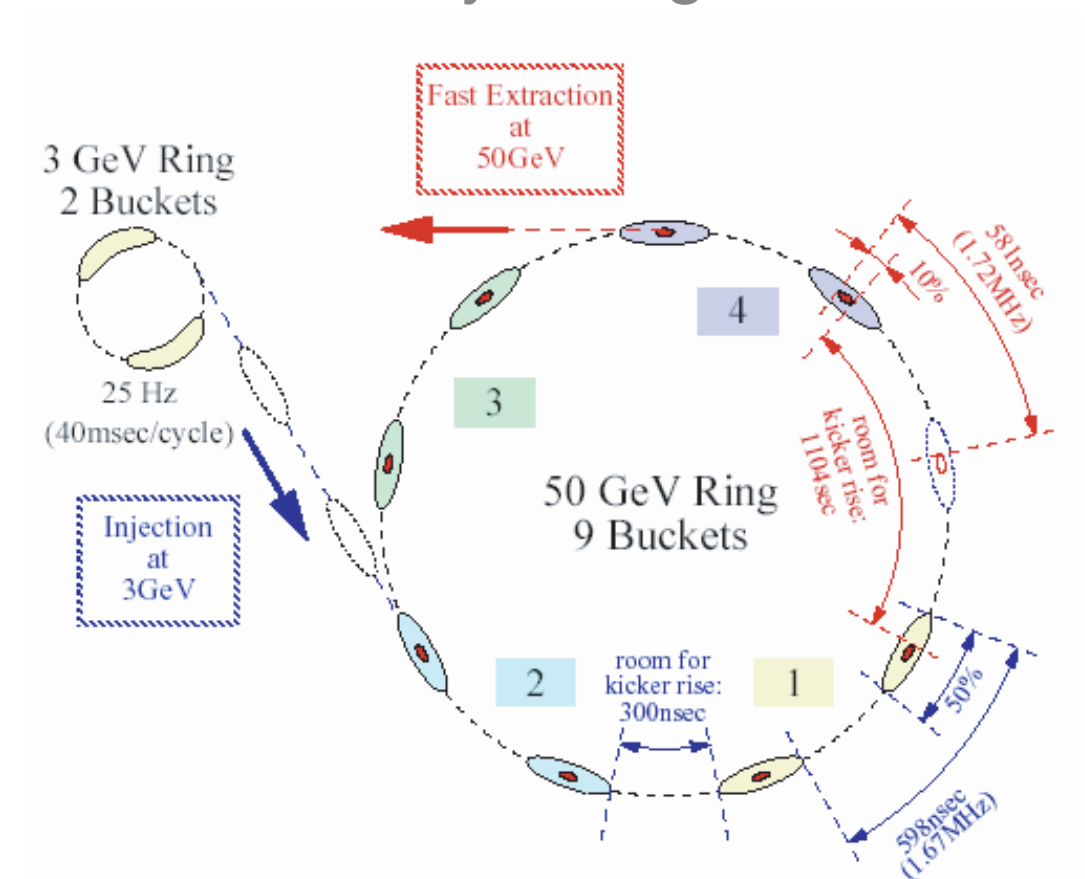 Fast Extraction
at
50GeV
3 GeV Ring
2 Buckets
25 Hz
(40msec/cycle)
Injection
at
3GeV
4
3
10%
581nsec
(1.72MHz)
room for
kicker rise:
1104sec
50 GeV Ring
9 Buckets
2
room for
kicker rise:
300nsec
1
50%
598nsec
(1.67MHz)